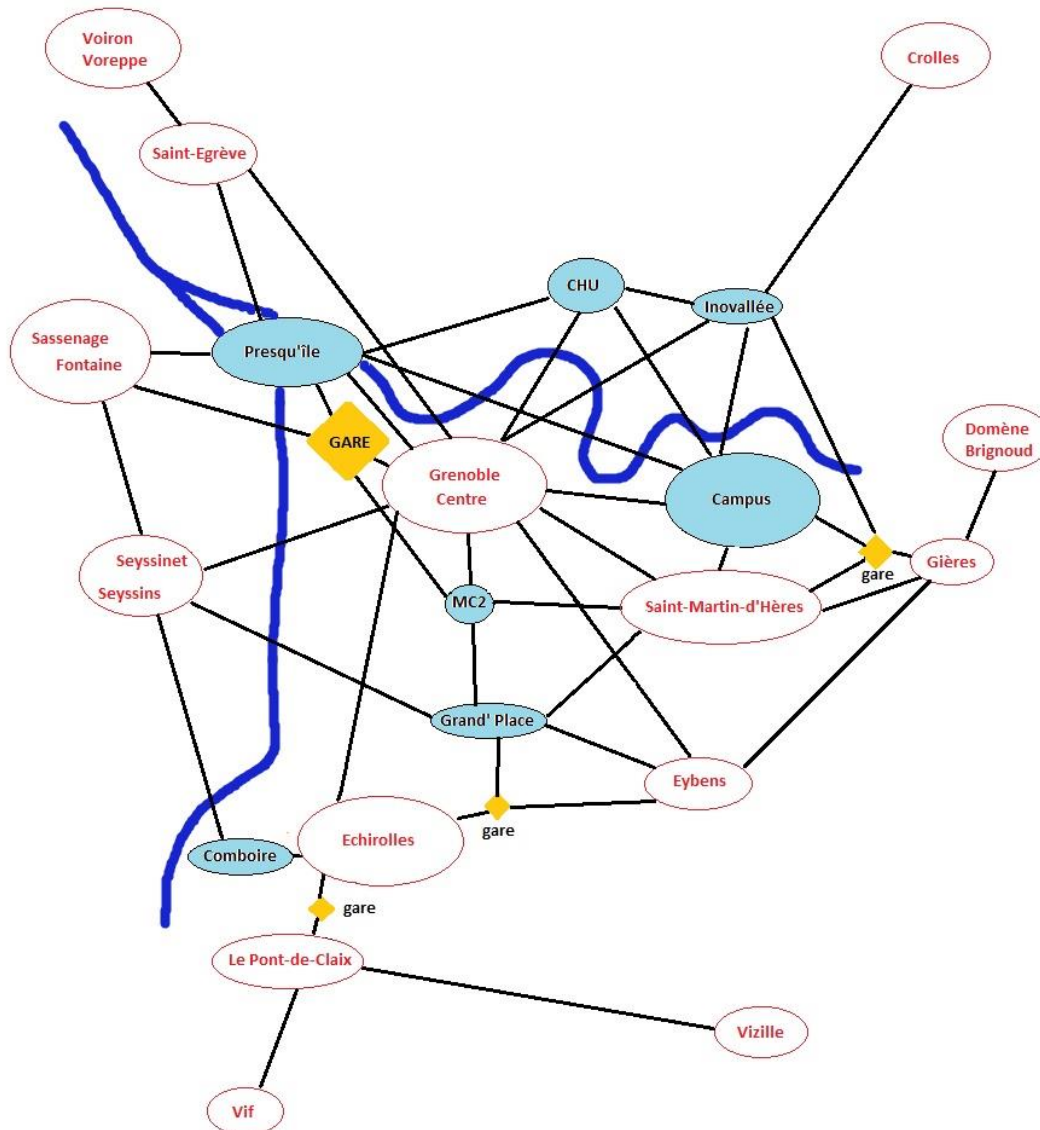 Voiron
Voreppe
Crolles
Saint-Egrève
CHU
Inovallée
Sassenage
Fontaine
Presqu'île
GARE
Domène
Brignoud
Grenoble
Centre
Campus
Seyssinet
Seyssins
gare
Gières
MC2
Saint-Martin-d'Hères
Grand' Place
Eybens
gare
Echirolles
Comboire
gare
Le Pont-de-Claix
Vizille
Vif